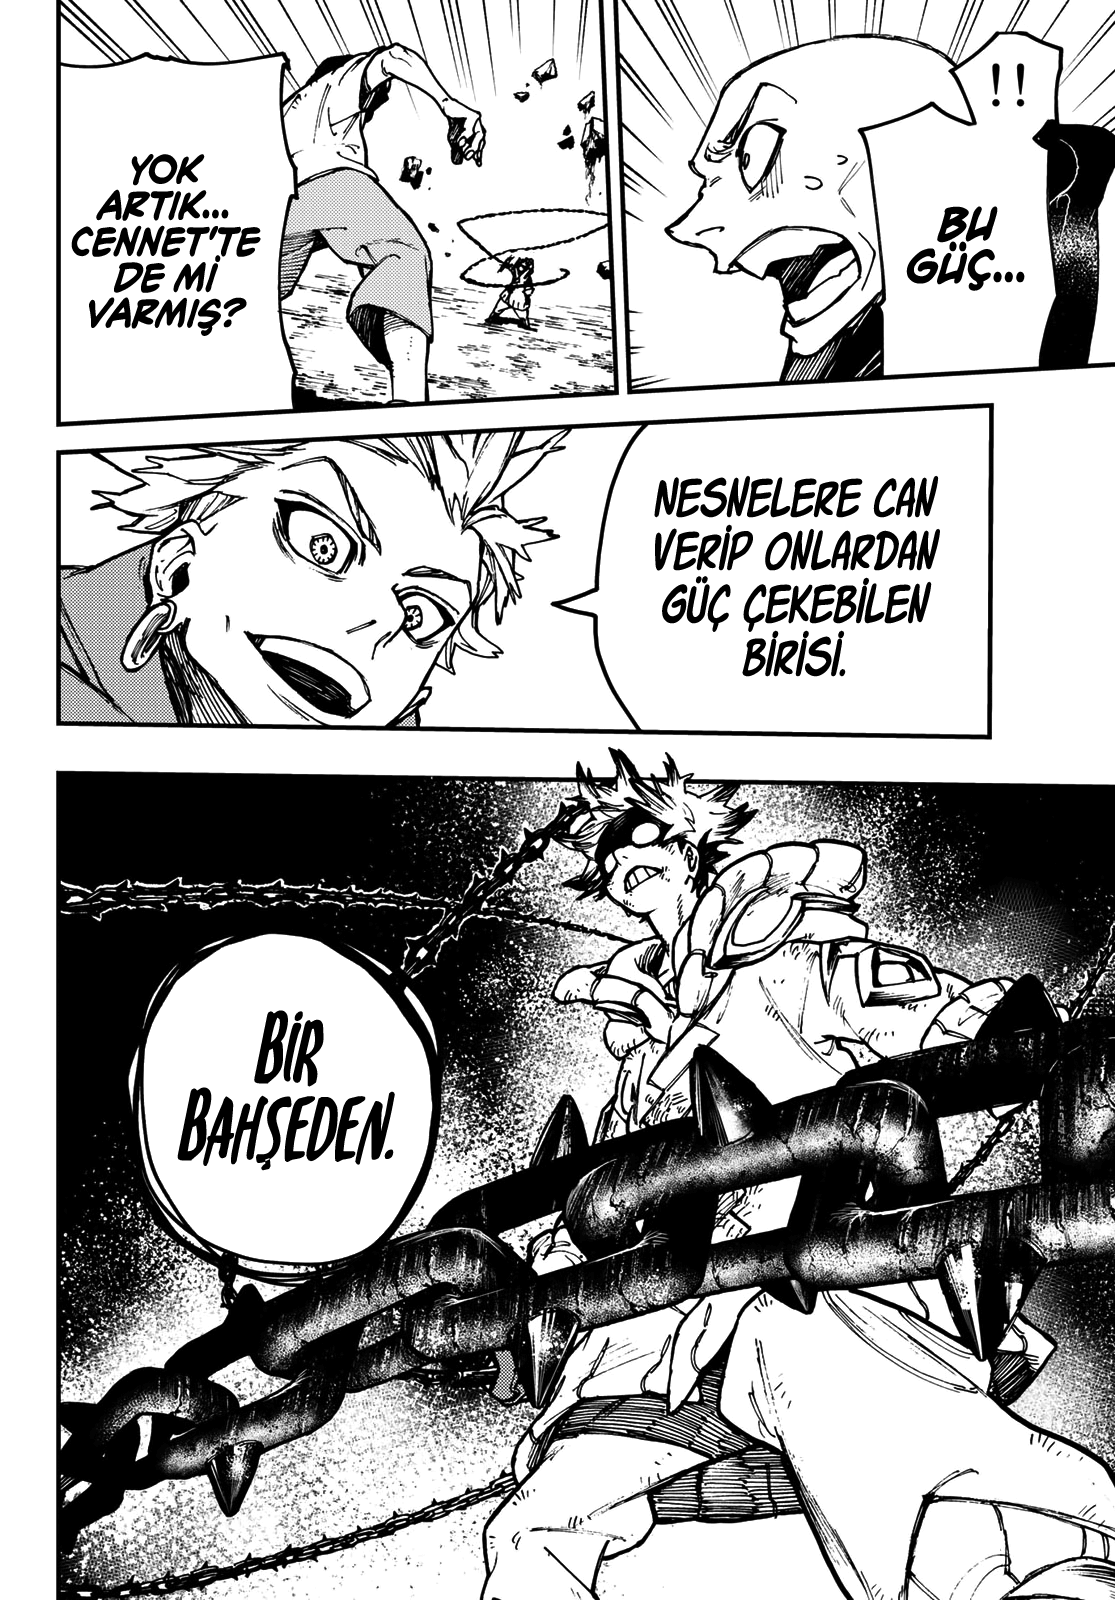 !!
BU
GÜÇ...
YOK
ARTIK...
CENNET'TE
DE Mİ
VARMIŞ?
NESNELERE CAN
VERİP ONLARDAN
GÜÇ ÇEKEBİLEN
BİRİSİ.
BİR
BAHŞEDEN.